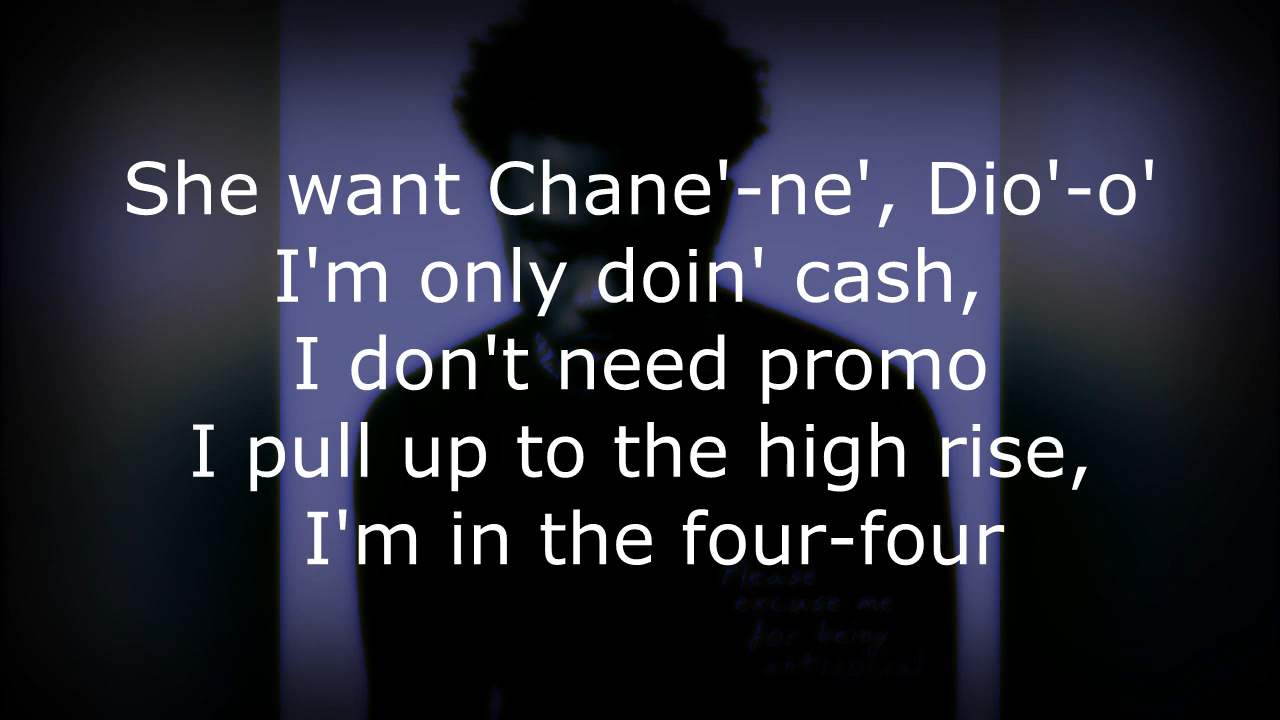 She want Chane'-ne', Dio'-o'
I'm only doin' cash,
I don't need promo
I pull up to the high rise,
I'm in the four-four
Please
excuse me
for being
antisocial